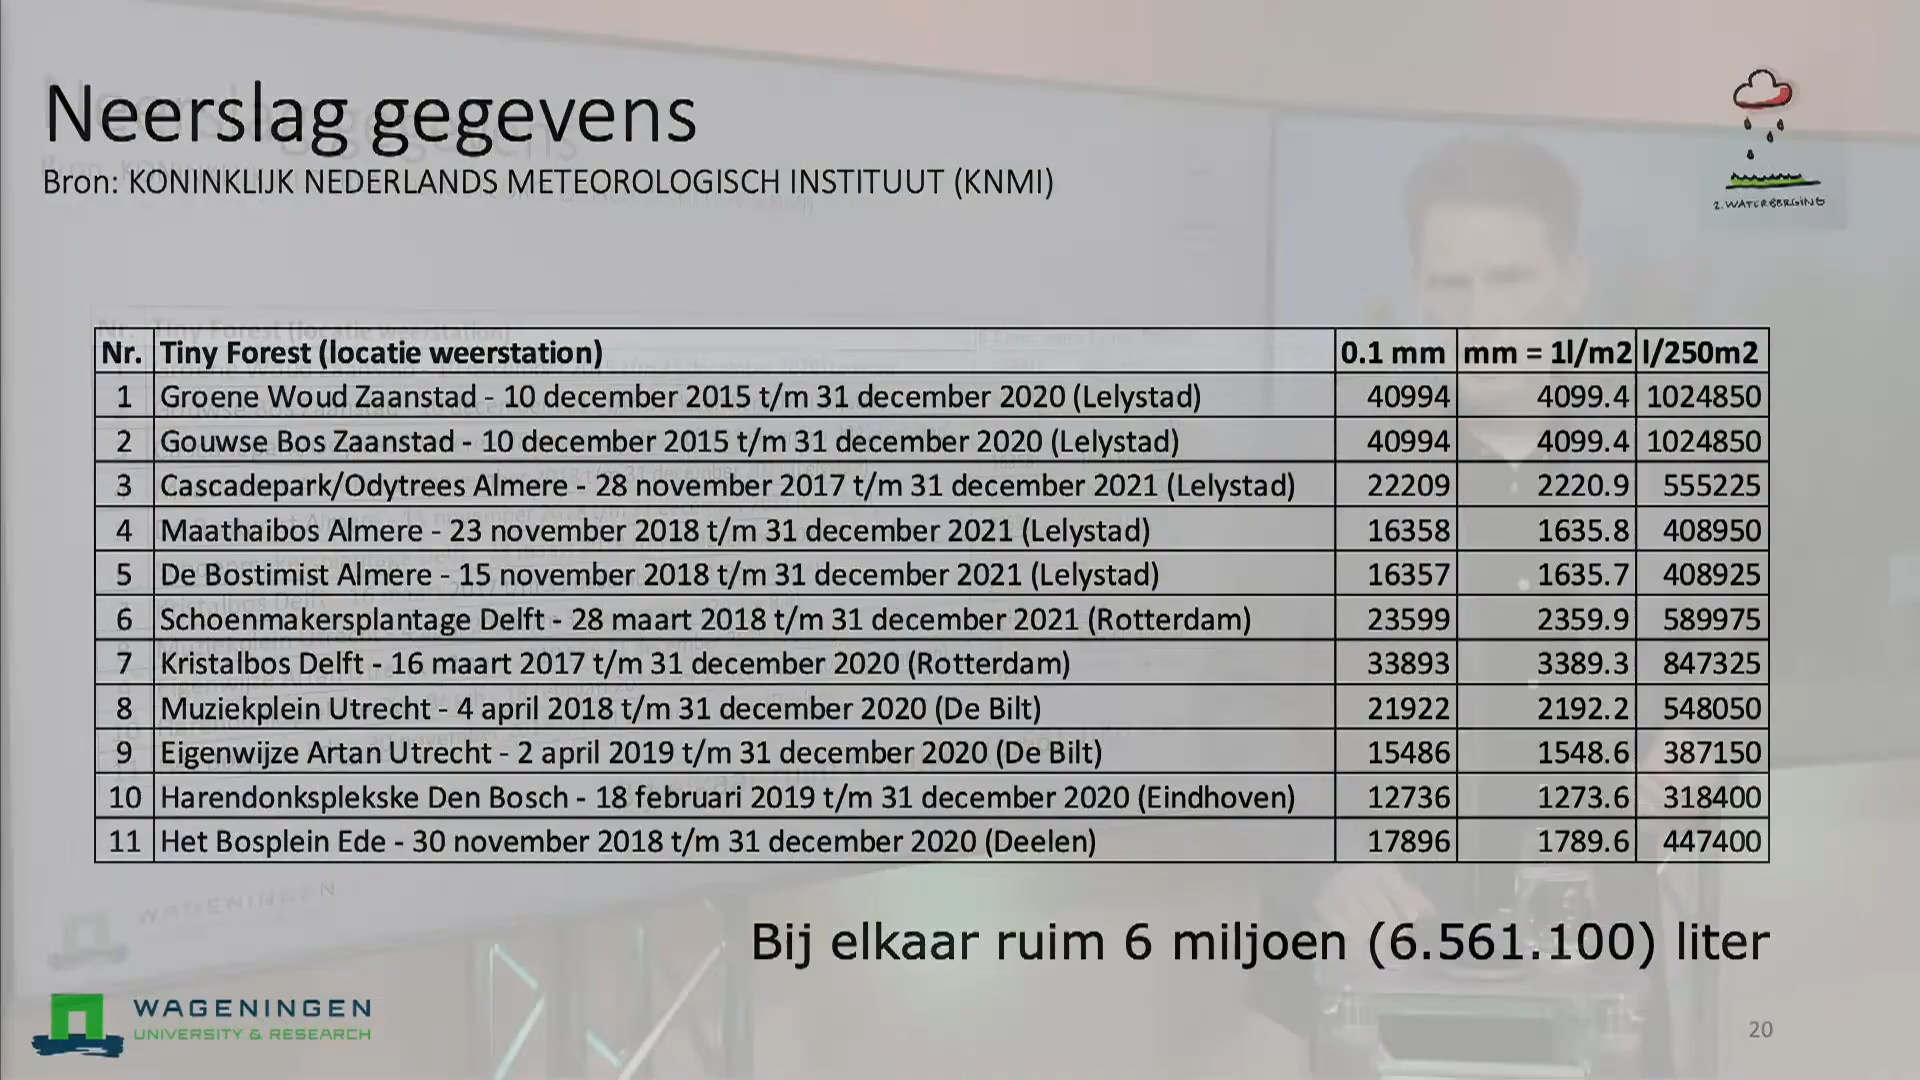 Neerslag gegevens
Bron: KONINKLIJK NEDERLANDS METEOROLOGISCH INSTITUUT (KNMI)
2. WATERBERGING
Nr. Tiny Forest (locatie weerstation) 0.1 mm mm = 1l/m2 l/250m2
1 Groene Woud Zaanstad - 10 december 2015 t/m 31 december 2020 (Lelystad) 40994 4099.4 1024850
2 Gouwse Bos Zaanstad - 10 december 2015 t/m 31 december 2020 (Lelystad) 40994 4099.4 1024850
3 Cascadepark/Odytrees Almere - 28 november 2017 t/m 31 december 2021 (Lelystad) 22209 2220.9 555225
4 Maathaibos Almere - 23 november 2018 t/m 31 december 2021 (Lelystad) 16358 1635.8 408950
5 De Bostimist Almere - 15 november 2018 t/m 31 december 2021 (Lelystad) 16357 1635.7 408925
6 Schoenmakersplantage Delft - 28 maart 2018 t/m 31 december 2021 (Rotterdam) 23599 2359.9 589975
7 Kristalbos Delft - 16 maart 2017 t/m 31 december 2020 (Rotterdam) 33893 3389.3 847325
8 Muziekplein Utrecht - 4 april 2018 t/m 31 december 2020 (De Bilt) 21922 2192.2 548050
9 Eigenwijze Artan Utrecht - 2 april 2019 t/m 31 december 2020 (De Bilt) 15486 1548.6 387150
10 Harendonksplekske Den Bosch - 18 februari 2019 t/m 31 december 2020 (Eindhoven) 12736 1273.6 318400
11 Het Bosplein Ede - 30 november 2018 t/m 31 december 2020 (Deelen) 17896 1789.6 447400
Bij elkaar ruim 6 miljoen (6.561.100) liter
WAGENINGEN
WAGENINGEN
UNIVERSITY & RESEARCH
20